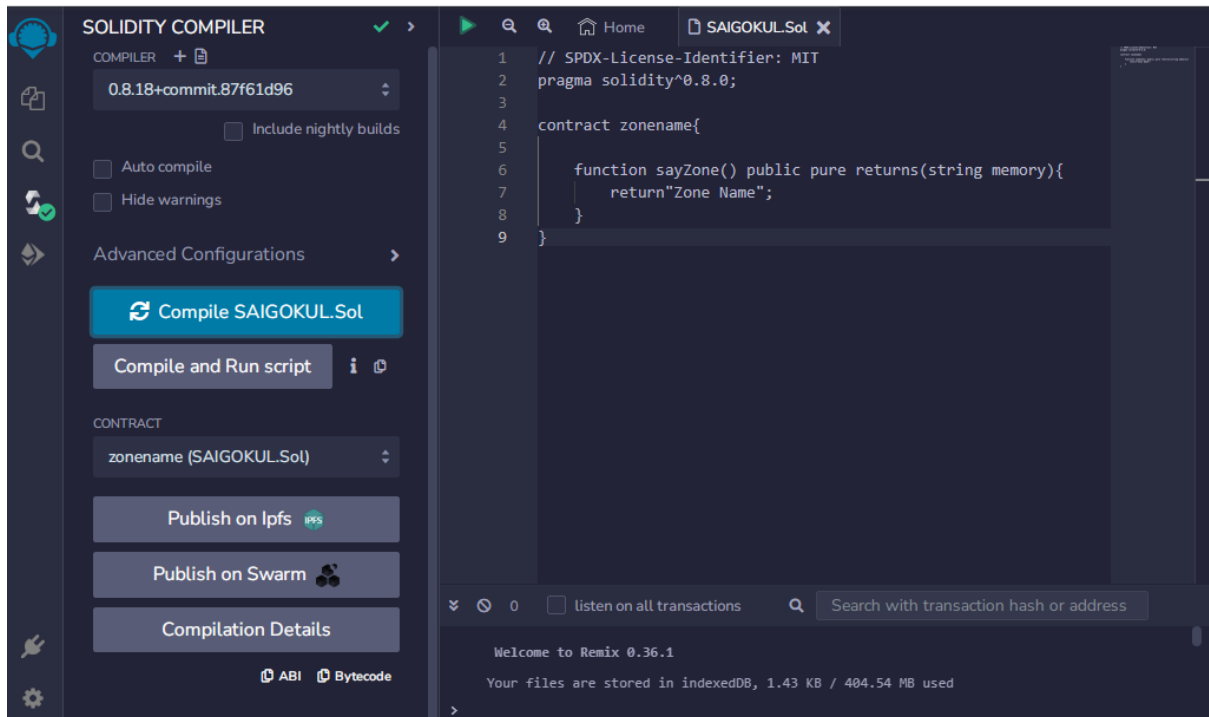 SOLIDITY COMPILER
COMPILER
0.8.18+commit.87f61d96
Include nightly builds
Auto compile
Hide warnings
Advanced Configurations
Compile SAIGOKUL.Sol
Compile and Run script
CONTRACT
zonename (SAIGOKUL.Sol)
Publish on Ipfs IPFS
Publish on Swarm
Compilation Details
ABI Bytecode
Home SAIGOKUL.Sol
1 // SPDX-License-Identifier: MIT
2 pragma solidity^0.8.0;
3
4 contract zonename{
5
6 function sayZone() public pure returns(string memory){
7 return"Zone Name";
8 }
9 }
0 listen on all transactions Search with transaction hash or address
Welcome to Remix 0.36.1
Your files are stored in indexedDB, 1.43 KB / 404.54 MB used
>